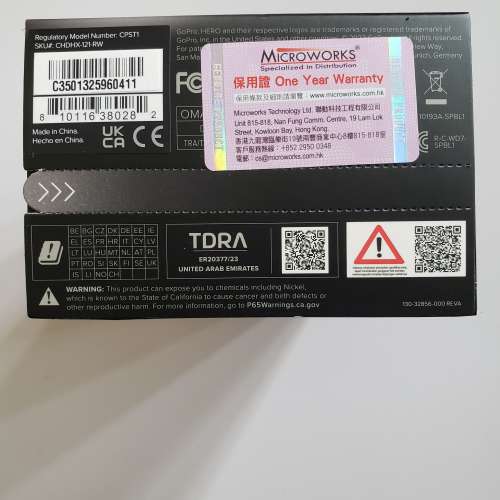 Regulatory Model Number: CPST1
SKU#: CHDHX-121-RW
C3501325960411
8 10116 38028 2
Made in China.
Hecho en China.
UK
CA
GoPro, HERO and their respective logos are trademarks or registered trademarks of
GoPro, Inc. in the United States and other
FC
OMA
TRA
MICROWORKS®
Specialized in Distribution
保用證 One Year Warranty
保用條款及細則請瀏覽:www.microworks.com.hk
Microworks Technology Ltd. 聯動科技工程有限公司
Unit 815-818, Nan Fung Comm. Centre, 19 Lam Lok
Street, Kowloon Bay, Hong Kong.
香港九龍灣臨樂街19號南豐商業中心8樓815-818室
客戶服務熱線:+852 2950 0348
電郵:cs@microworks.com.hk
Way,
Munich, Germany
10193A-SPBL1
R-C-WD7-
SPBL1
BE BG CZ DK DE EE IE
EL ES FR HR IT CY LV
LT LU HU MT NL AT PL
PT RO SI SK FI SE UK
IS LI NO CH
TDRA
ER20377/23
UNITED ARAB EMIRATES
WARNING: This product can expose you to chemicals including Nickel,
which is known to the State of California to cause cancer and birth defects or
other reproductive harm. For more information, go to P65Warnings.ca.gov
130-32856-000 REVA